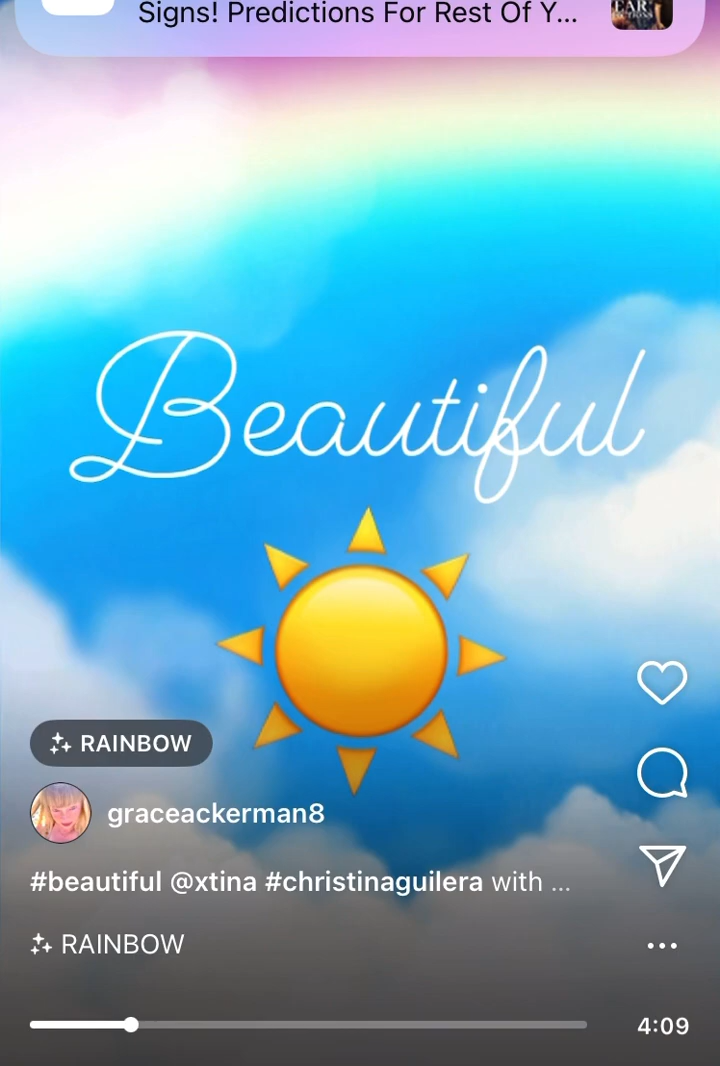 Signs! Predictions For Rest Of Y...
Beautiful
RAINBOW
graceackerman8
#beautiful @xtina #christinaguilera with ...
RAINBOW
4:09